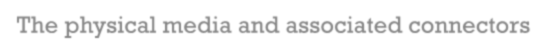 The physical media and associated connectors